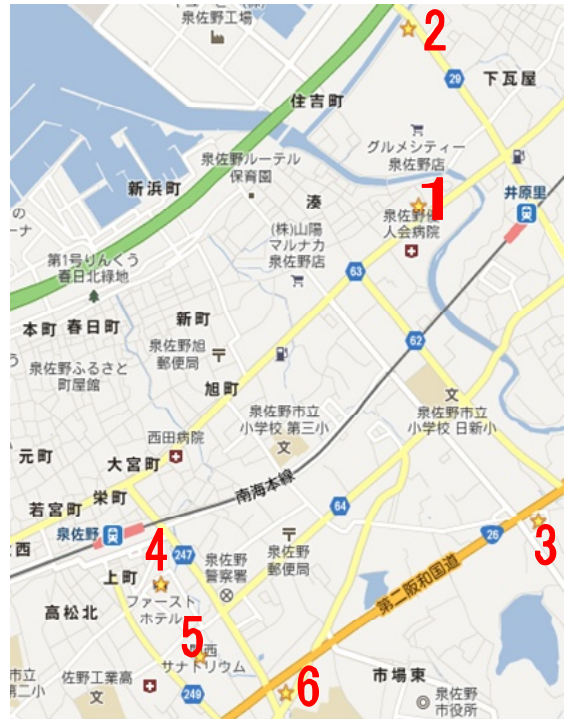 泉佐野工場
2
29
下瓦屋
住吉町
グルメシティー
泉佐野店
泉佐野ルーテル
保育園
新浜町
湊
1
井原里
(株)山陽
マルナカ
泉佐野店
人会病院
第1号りんくう
春日北緑地
63
62
本町
春日町
新町
泉佐野旭
郵便局
泉佐野ふるさと
町屋館
旭町
泉佐野市立
小学校 第三小
泉佐野市立
小学校 日新小
西田病院
元町
大宮町
栄町
若宮町
南海本線
泉佐野
64
26
3
4
247
泉佐野
警察署
泉佐野
郵便局
第二阪和国道
上町
ファースト
ホテル
高松北
5
サナトリウム
佐野工業高
249
6
市場東
泉佐野
市役所